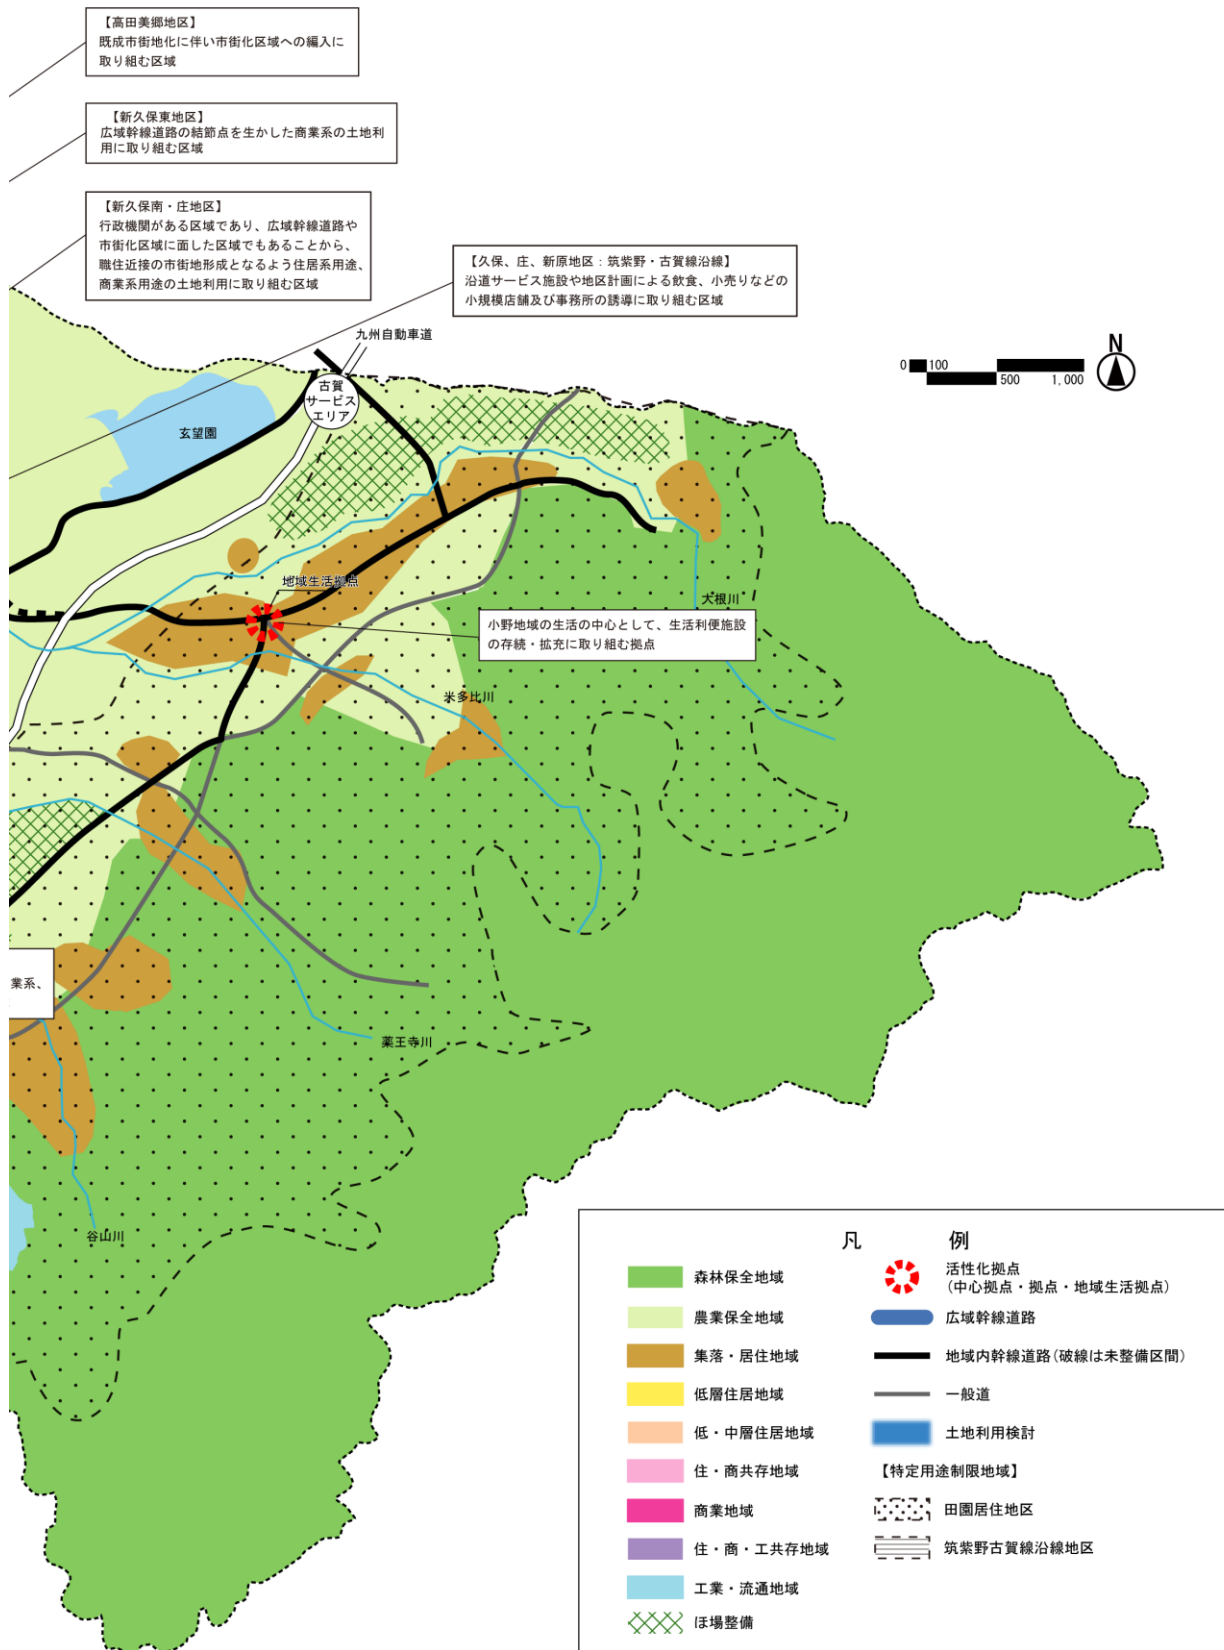 【高田美郷地区】
既成市街地化に伴い市街化区域への編入に
取り組む区域
【新久保東地区】
広域幹線道路の結節点を生かした商業系の土地利
用に取り組む区域
【新久保南・庄地区】
行政機関がある区域であり、広域幹線道路や
市街化区域に面した区域でもあることから、
職住近接の市街地形成となるよう住居系用途、
商業系用途の土地利用に取り組む区域
【久保、庄、新原地区：筑紫野・古賀線沿線】
沿道サービス施設や地区計画による飲食、小売りなどの
小規模店舗及び事務所の誘導に取り組む区域
九州自動車道
古賀
サービス
エリア
N
0 100 500 1,000
玄望園
地域生活拠点
大根川
小野地域の生活の中心として、生活利便施設
の存続・拡充に取り組む拠点
米多比川
業系、
薬王寺川
谷山川
凡 例
森林保全地域
農業保全地域
集落・居住地域
低層住居地域
低・中層住居地域
住・商共存地域
商業地域
住・商・工共存地域
工業・流通地域
ほ場整備
活性化拠点
（中心拠点・拠点・地域生活拠点）
広域幹線道路
地域内幹線道路（破線は未整備区間）
一般道
土地利用検討
【特定用途制限地域】
田園居住地区
筑紫野古賀線沿線地区